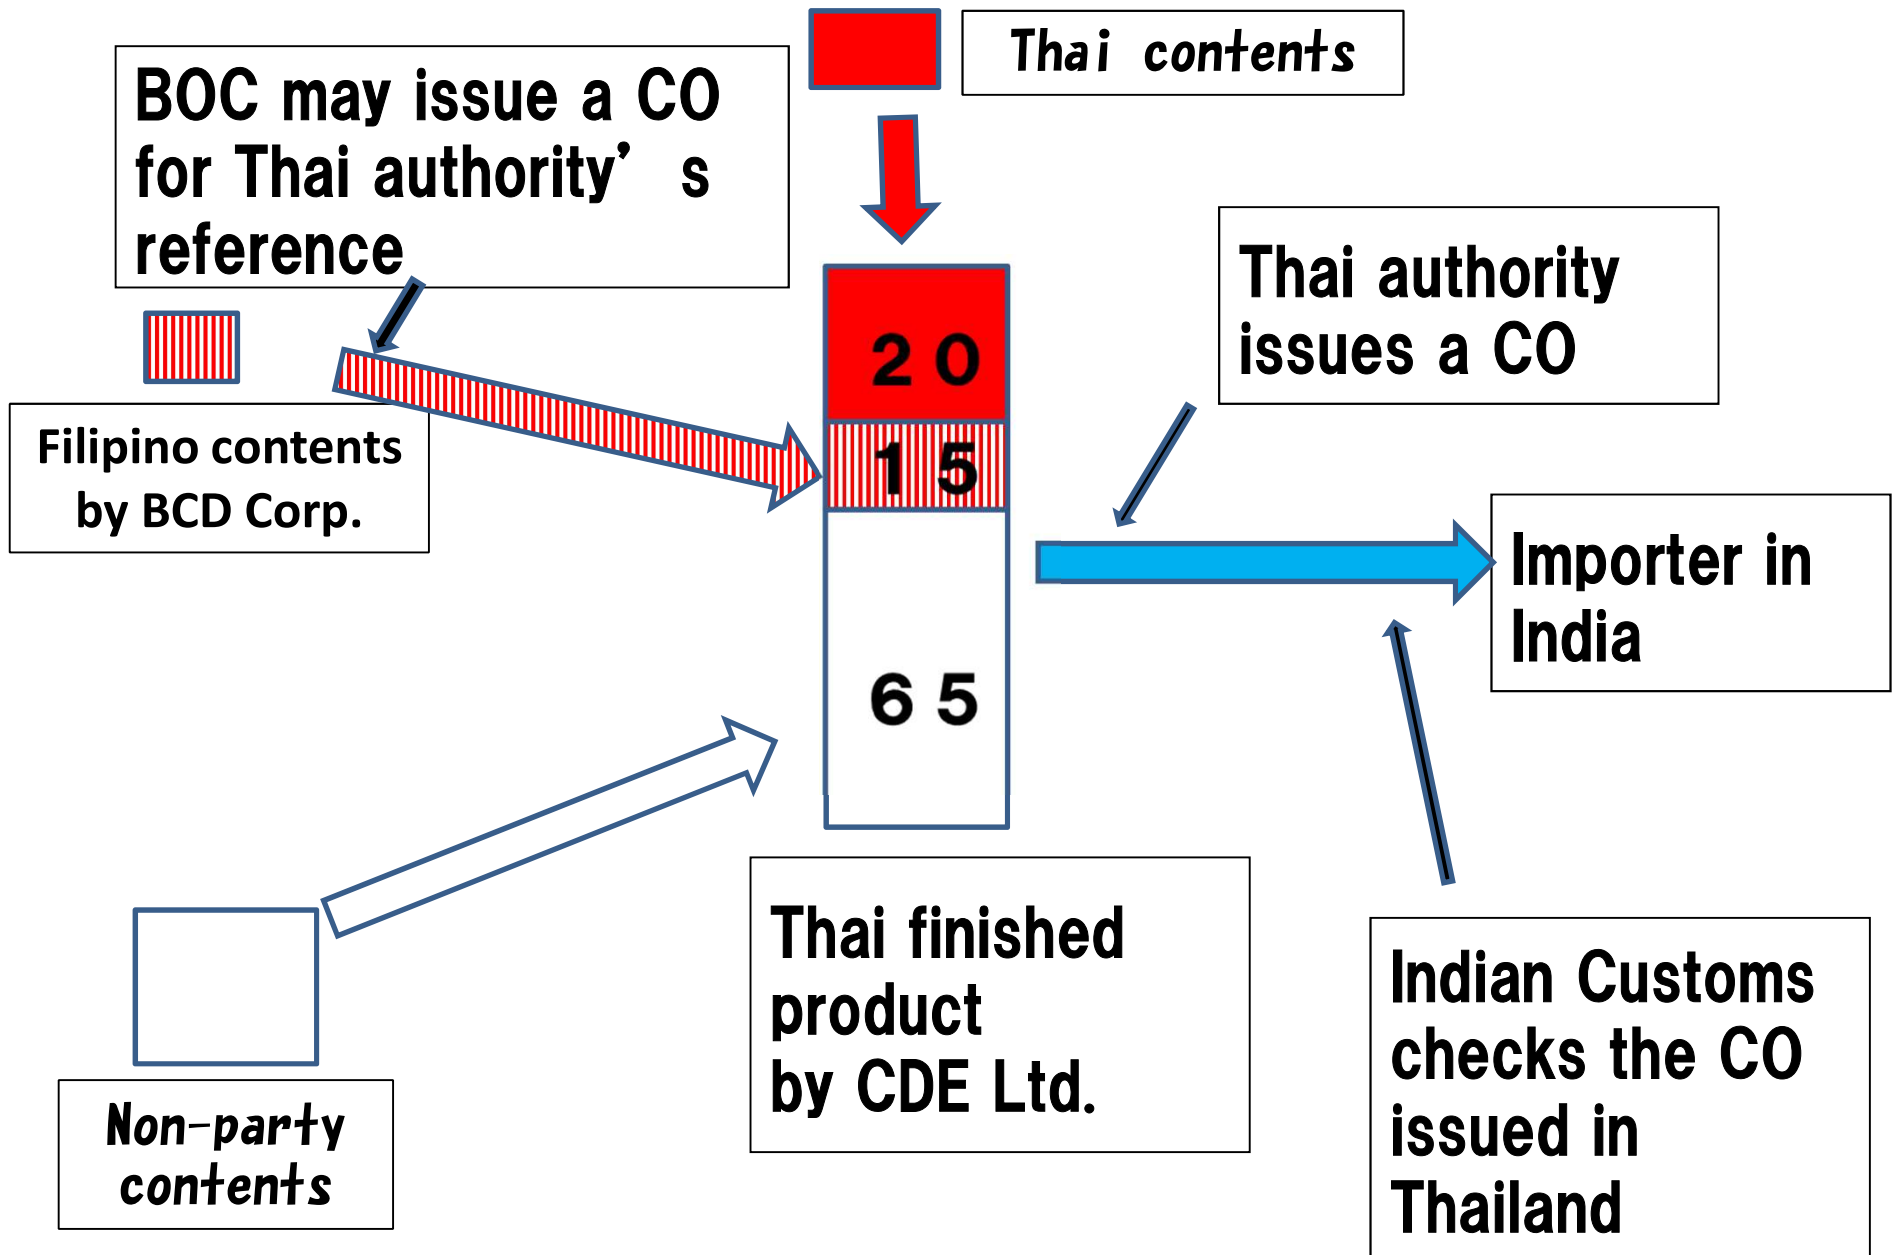 Thai contents
BOC may issue a CO
for Thai authority’s
reference
Thai authority
issues a CO
20
Filipino contents
by BCD Corp.
15
Importer in
India
65
Thai finished
product
by CDE Ltd.
Indian Customs
checks the CO
issued in
Thailand
Non-party
contents